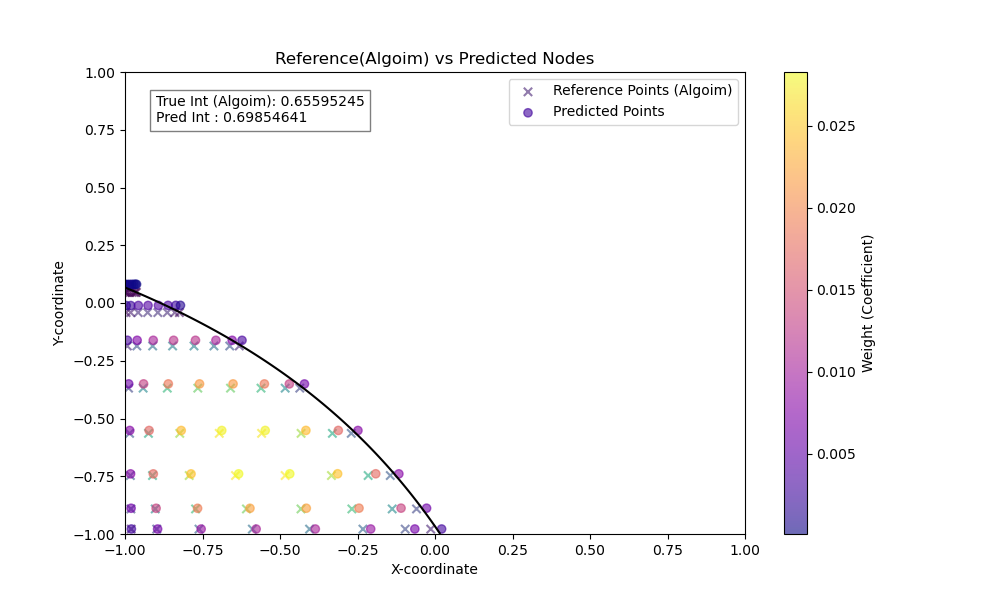 Reference(Algoim) vs Predicted Nodes
True Int (Algoim): 0.65595245
Pred Int : 0.69854641
Reference Points (Algoim)
Predicted Points
1.00
0.75
0.50
0.25
0.00
−0.25
−0.50
−0.75
−1.00
Y-coordinate
−1.00
−0.75
−0.50
−0.25
0.00
0.25
0.50
0.75
1.00
X-coordinate
0.025
0.020
0.015
0.010
0.005
Weight (Coefficient)